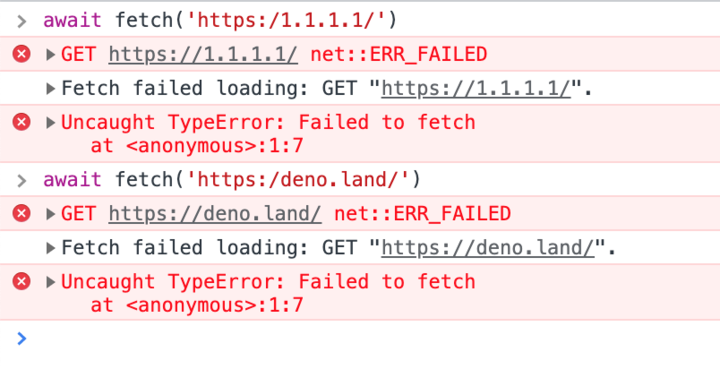 await fetch('https:/1.1.1.1/')
GET https://1.1.1.1/ net::ERR_FAILED
Fetch failed loading: GET "https://1.1.1.1/".
Uncaught TypeError: Failed to fetch
at <anonymous>:1:7
await fetch('https:/deno.land/')
GET https://deno.land/ net::ERR_FAILED
Fetch failed loading: GET "https://deno.land/".
Uncaught TypeError: Failed to fetch
at <anonymous>:1:7